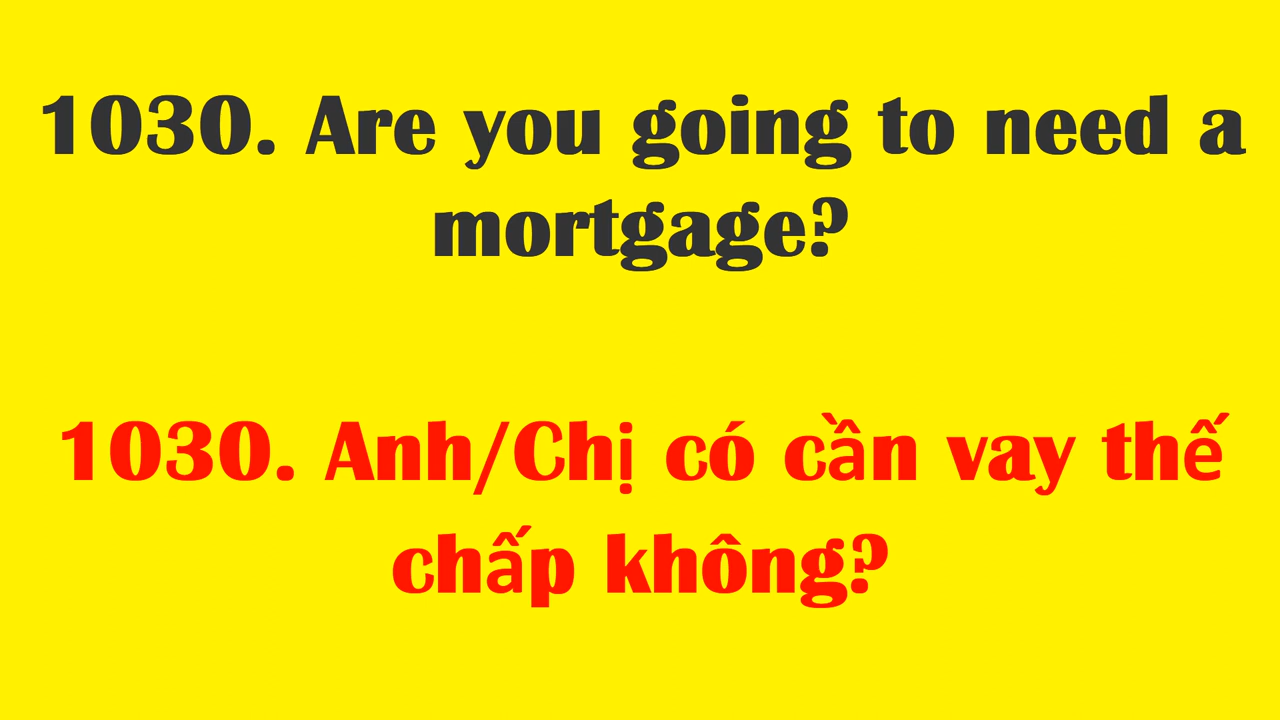 1030. Are you going to need a
mortgage?
1030. Anh/Chị có cần vay thế
chấp không?